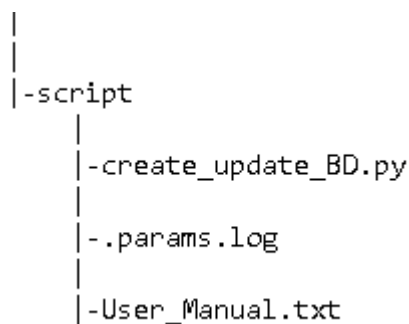 |
|
|-script
|
|-create_update_BD.py
|
|-.params.log
|
|-User_Manual.txt